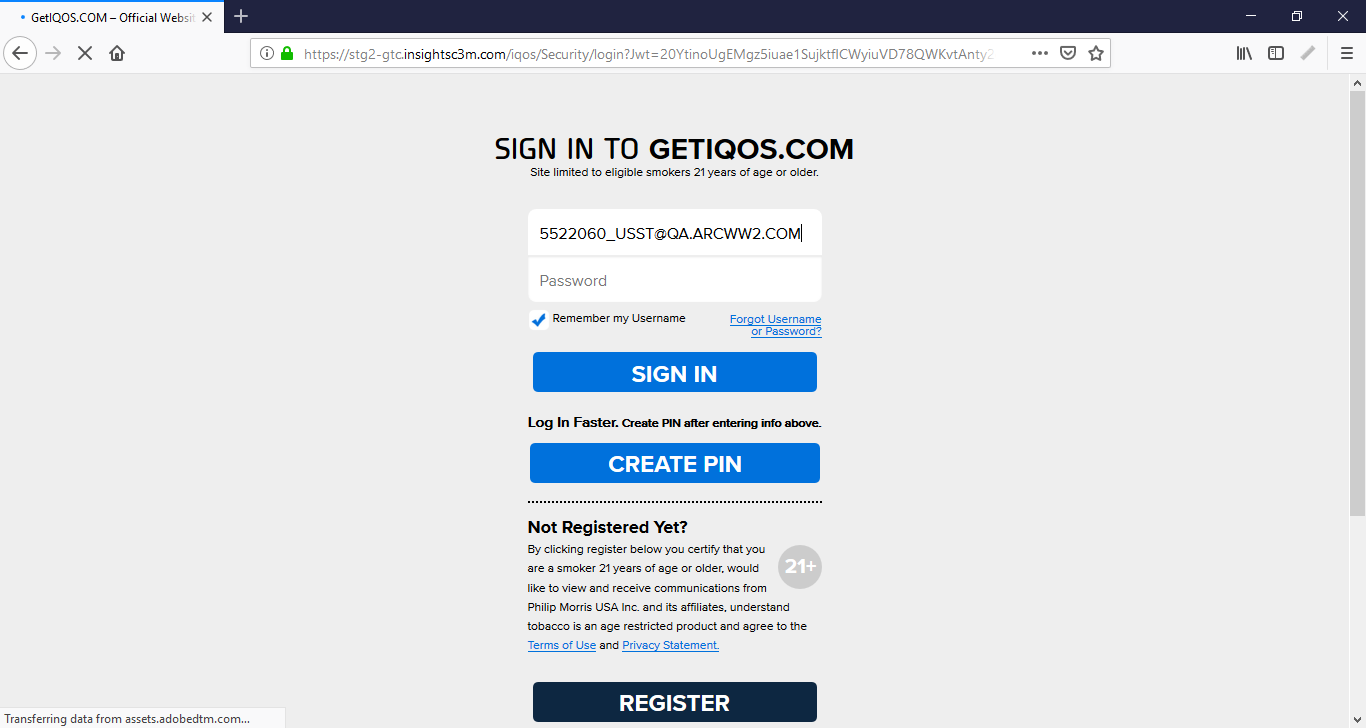 GetIQOS.COM – Official Websit
https://stg2-gtc.insightsc3m.com/iqos/Security/login?Jwt=20YtinoUgEMgz5iuae1SujktfICWyiuVD78QWKvtAnty2
SIGN IN TO GETIQOS.COM
Site limited to eligible smokers 21 years of age or older.
5522060_USST@QA.ARCWW2.COM
Password
Remember my Username
Forgot Username
or Password?
SIGN IN
Log In Faster. Create PIN after entering info above.
CREATE PIN
Not Registered Yet?
By clicking register below you certify that you
are a smoker 21 years of age or older, would
like to view and receive communications from
Philip Morris USA Inc. and its affiliates, understand
tobacco is an age restricted product and agree to the
Terms of Use and Privacy Statement.
21+
REGISTER
Transferring data from assets.adobedtm.com...